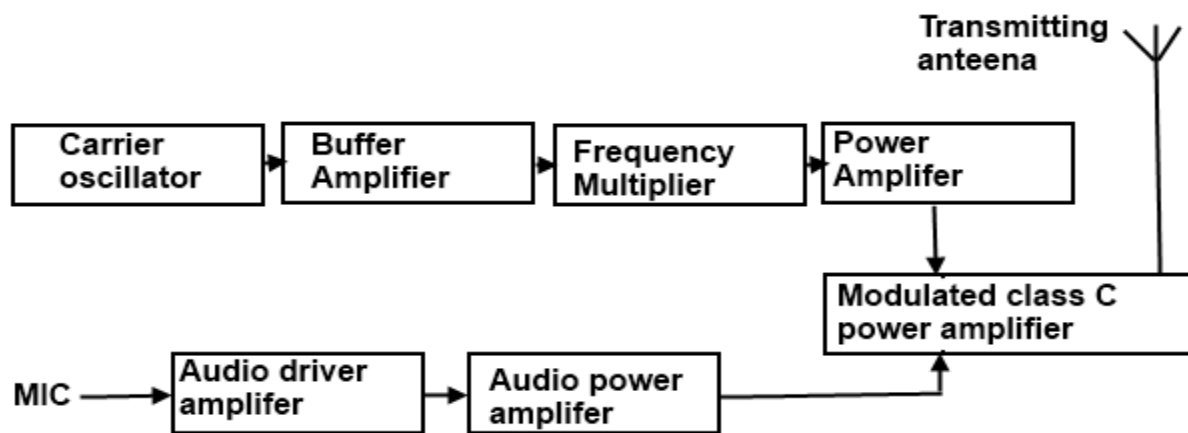 Transmitting
anteena
Carrier
oscillator
Buffer
Amplifier
Frequency
Multiplier
Power
Amplifer
Modulated class C
power amplifier
MIC
Audio driver
amplifer
Audio power
amplifer